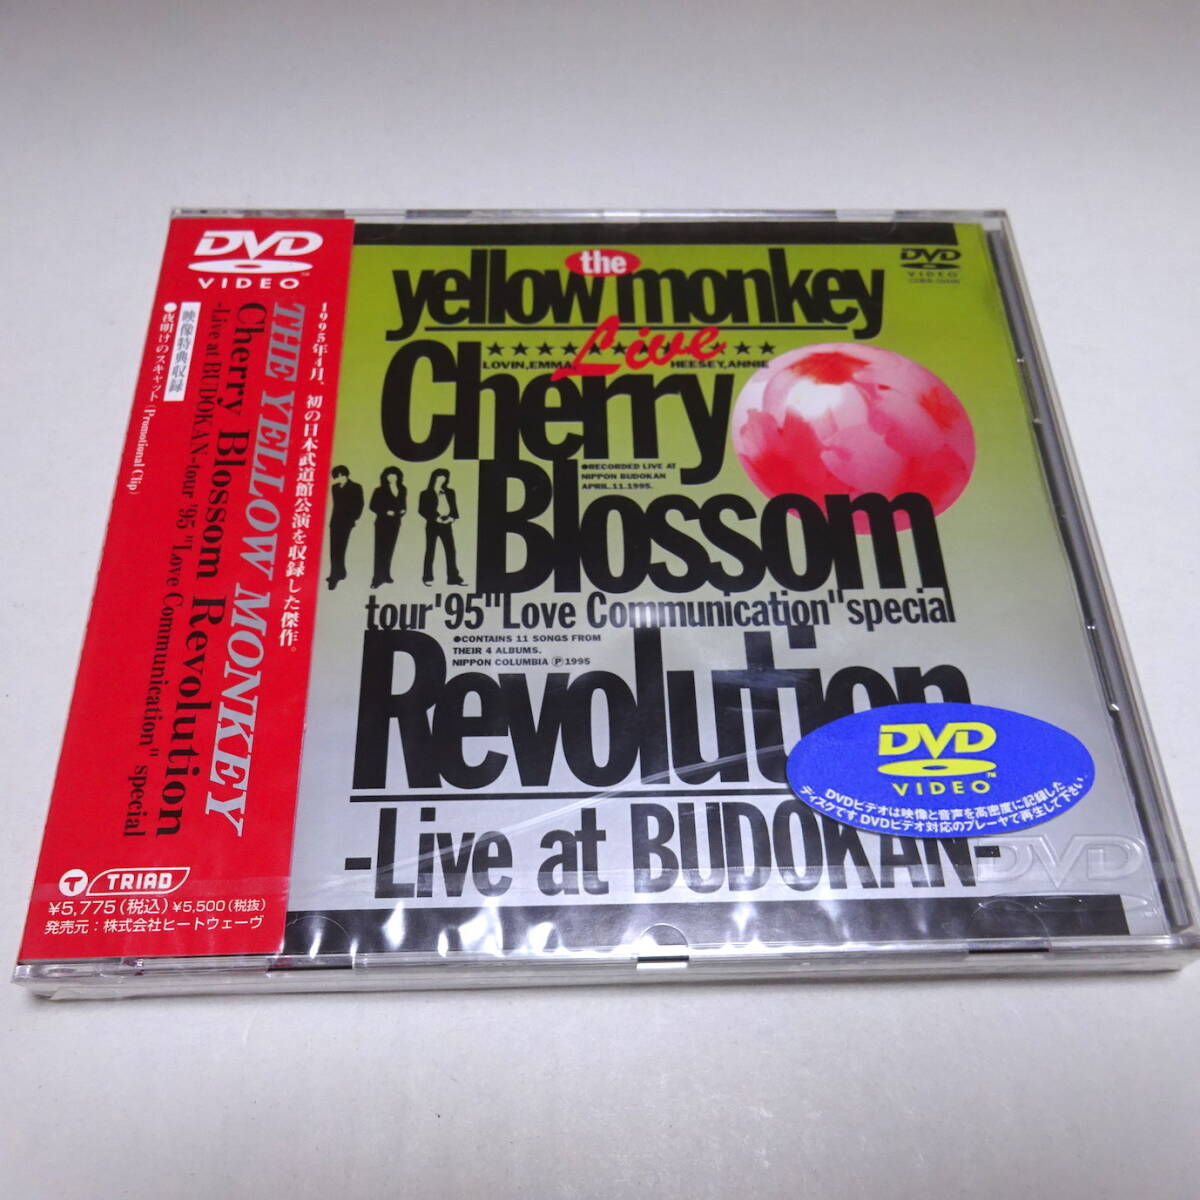 DVD
VIDEO™
1995年4月、初の日本武道館公演を収録した傑作。
THE YELLOW MONKEY
Cherry Blossom Revolution
-Live at BUDOKAN-tour '95 "Love Communication" special
映像特典収録
●夜明けのスキャット (Promotional Clip)
T TRIAD
¥5,775(税込) ¥5,500(税抜)
発売元:株式会社ヒートウェーヴ
the
yellow monkey
Live
★★★★★★★★★★★★
LOVIN,EMMA, HEESEY,ANNIE
Cherry
●RECORDED LIVE AT
NIPPON BUDOKAN
APRIL.11.1995.
Blossom
tour'95"Love Communication"special
●CONTAINS 11 SONGS FROM
THEIR 4 ALBUMS.
NIPPON COLUMBIA Ⓟ1995
Revolution
-Live at BUDOKAN-
DVD
VIDEO
DVD
VIDEO™
DVDビデオは映像と音声を高密度に記録した
ディスクです DVDビデオ対応のプレーヤで再生して下さい
DVD